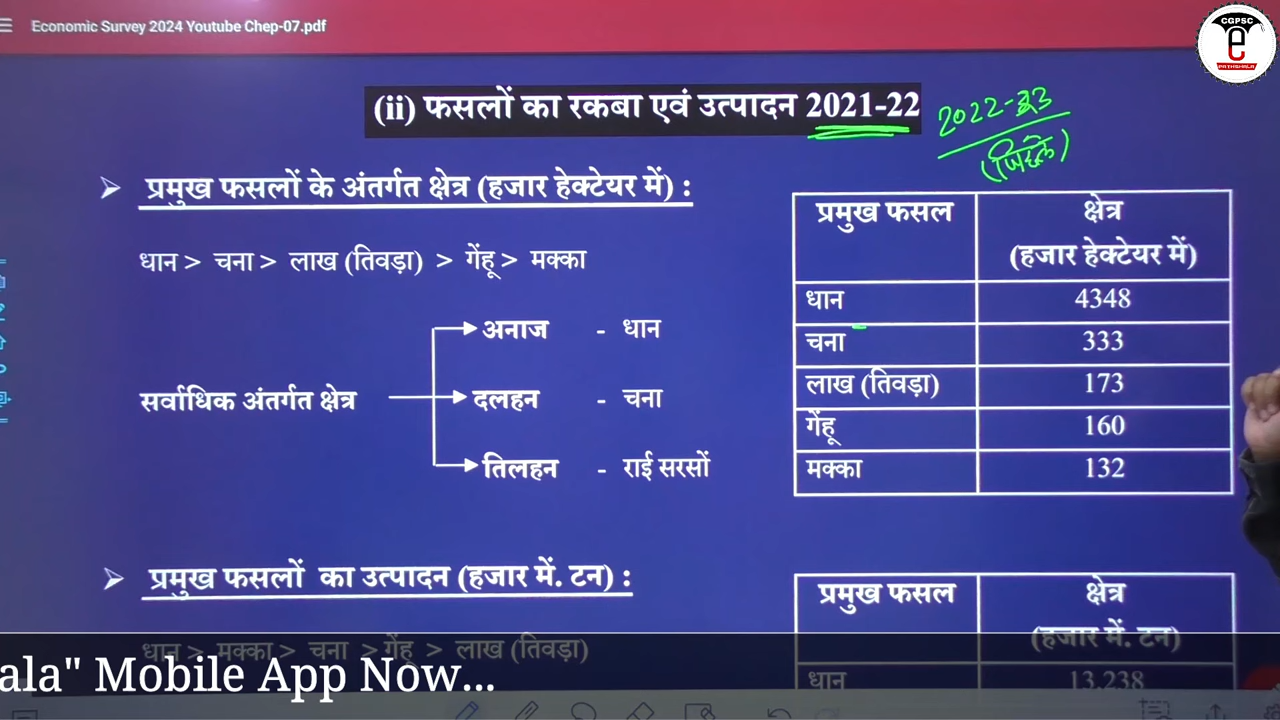 Economic Survey 2024 Youtube Chep-07.pdf
CGPSC
e
PATHSHALA
(ii) फसलों का रकबा एवं उत्पादन 2021-22
2022-23
➢ प्रमुख फसलों के अंतर्गत क्षेत्र (हजार हेक्टेयर में) :
धान > चना > लाख (तिवड़ा) > गेंहू > मक्का
सर्वाधिक अंतर्गत क्षेत्र
अनाज - धान
दलहन - चना
तिलहन - राई सरसों
प्रमुख फसल क्षेत्र
(हजार हेक्टेयर में)
धान 4348
चना 333
लाख (तिवड़ा) 173
गेंहू 160
मक्का 132
➢ प्रमुख फसलों का उत्पादन (हजार में. टन) :
धान > मक्का > चना > गेंहू > लाख (तिवड़ा)
प्रमुख फसल क्षेत्र
(हजार में. टन)
धान 13,238
ala" Mobile App Now...